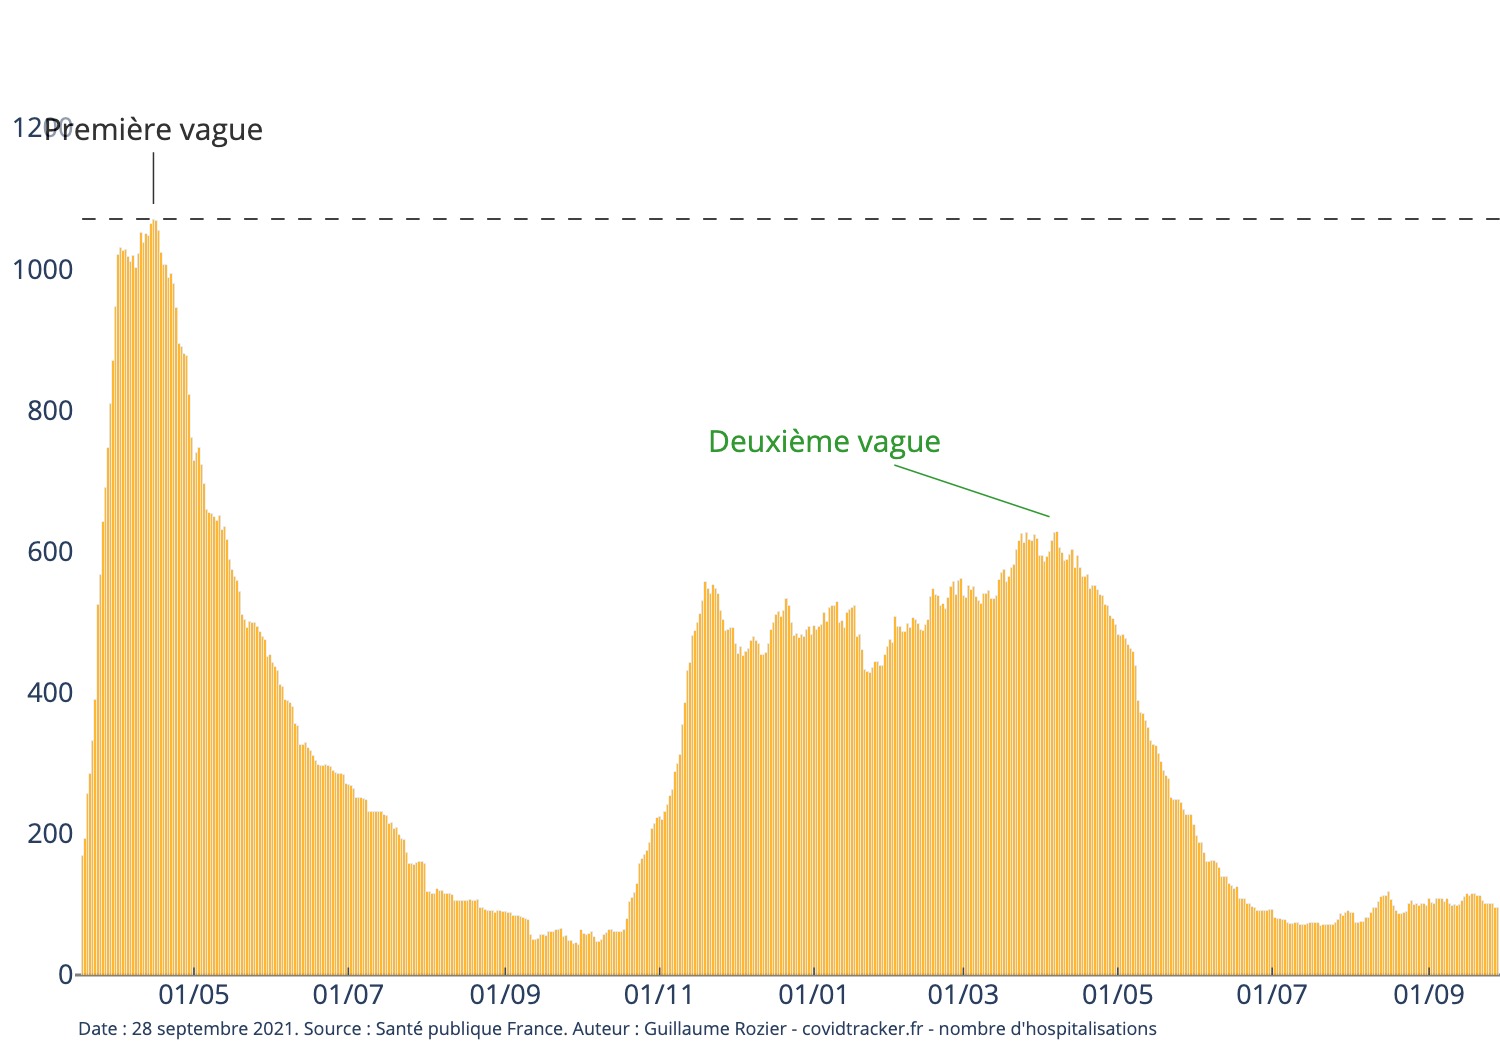 1200
Première vague
1000
800
Deuxième vague
600
400
200
0
01/05 01/07 01/09 01/11 01/01 01/03 01/05 01/07 01/09
Date : 28 septembre 2021. Source : Santé publique France. Auteur : Guillaume Rozier - covidtracker.fr - nombre d'hospitalisations